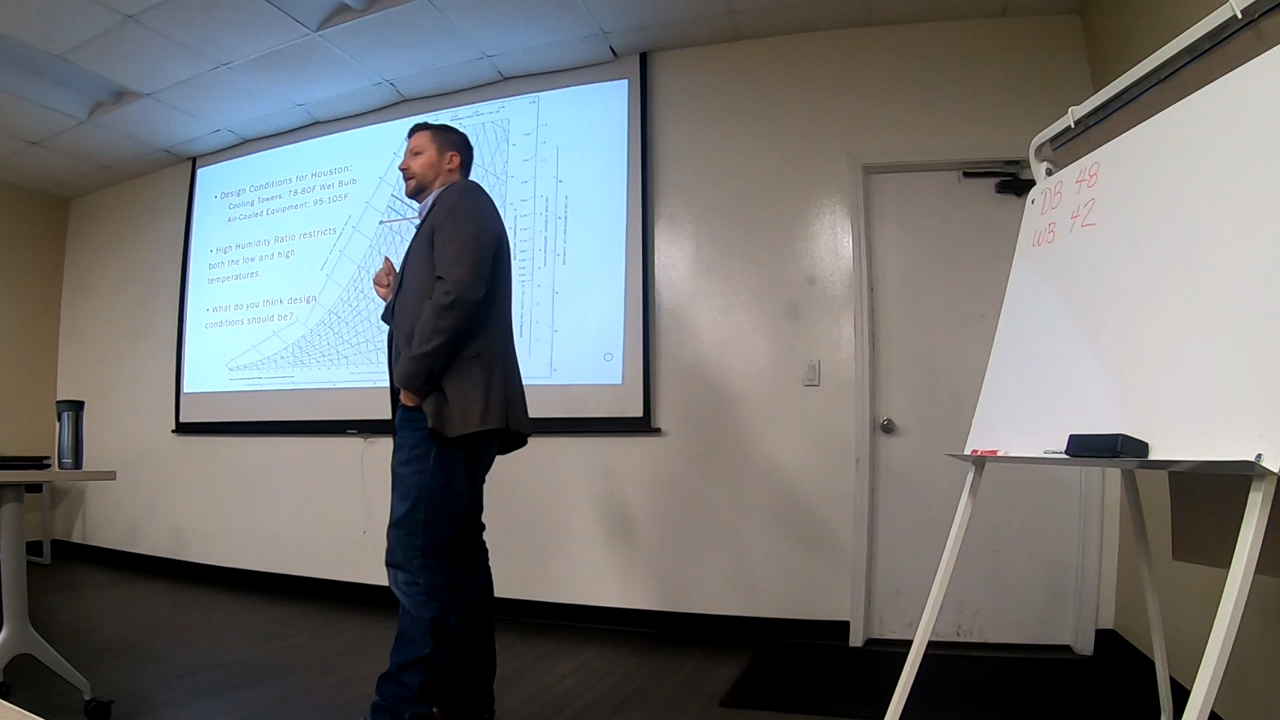 • Design Conditions for Houston:
Cooling Towers: 78-80F Wet Bulb
Air-Cooled Equipment: 95-105F
• High Humidity Ratio restricts
both the low and high
temperatures.
• What do you think design
conditions should be?
• DB 48
WB 42